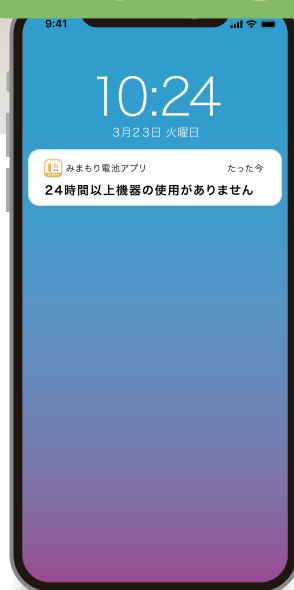 9:41
10:24
3月23日 火曜日
みまもり電池アプリ たった今
24時間以上機器の使用がありません